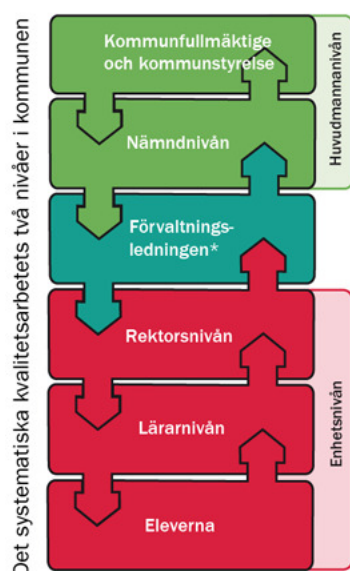 Det systematiska kvalitetsarbetets två nivåer i kommunen
Kommunfullmäktige
och kommunstyrelse
Nämndnivån
Huvudmannanivån
Förvaltnings-
ledningen*
Rektorsnivån
Lärarnivån
Eleverna
Enhetsnivån